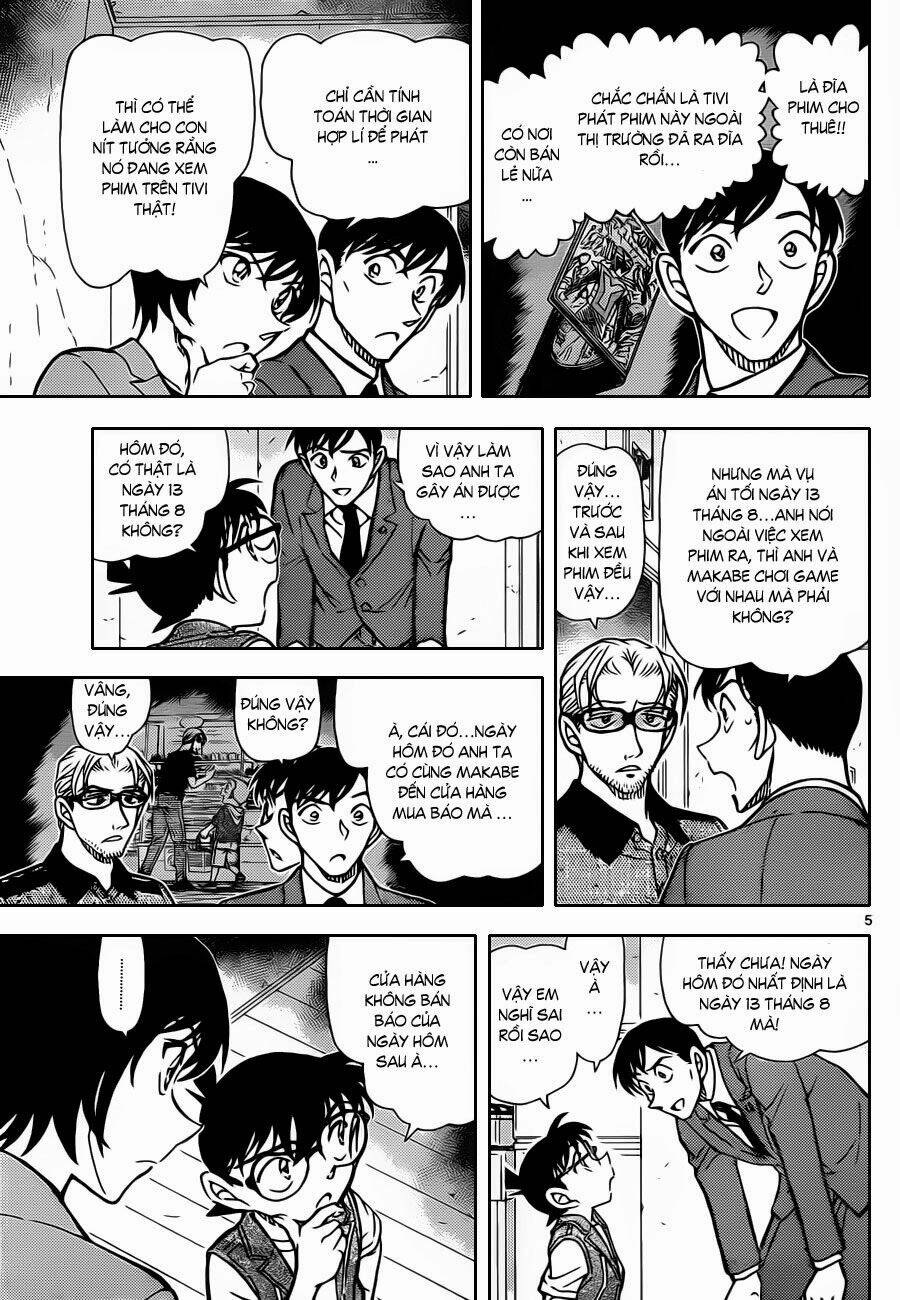 LÀ ĐĨA
PHIM CHO
THUÊ!!
CHẮC CHẮN LÀ TIVI
PHÁT PHIM NÀY NGOÀI
THỊ TRƯỜNG ĐÃ RA ĐĨA
RỒI...
CÓ NƠI
CÒN BÁN
LẺ NỮA
...
CHỈ CẦN TÍNH
TOÁN THỜI GIAN
HỢP LÍ ĐỂ PHÁT
...
THÌ CÓ THỂ
LÀM CHO CON
NÍT TƯỚNG RẰNG
NÓ ĐANG XEM
PHIM TRÊN TIVI
THẬT!
NHƯNG MÀ VỤ
ÁN TỐI NGÀY 13
THÁNG 8...ANH NÓI
NGOÀI VIỆC XEM
PHIM RA, THÌ ANH VÀ
MAKABE CHƠI GAME
VỚI NHAU MÀ PHẢI
KHÔNG?
ĐÚNG
VẬY...
TRƯỚC
VÀ SAU
KHI XEM
PHIM ĐỀU
VẬY...
VÌ VẬY LÀM
SAO ANH TA
GÂY ÁN ĐƯỢC
...
HÔM ĐÓ,
CÓ THẬT LÀ
NGÀY 13
THÁNG 8
KHÔNG?
À, CÁI ĐÓ...NGÀY
HÔM ĐÓ ANH TA
CÓ CÙNG MAKABE
ĐẾN CỬA HÀNG
MUA BÁO MÀ ...
ĐÚNG VẬY
KHÔNG?
VÂNG,
ĐÚNG
VẬY...
5
THẤY CHƯA! NGÀY
HÔM ĐÓ NHẤT ĐỊNH LÀ
NGÀY 13 THÁNG 8
MÀ!
VẬY
À
...
VẬY EM
NGHĨ SAI
RỒI SAO
...
CỬA HÀNG
KHÔNG BÁN
BÁO CỦA
NGÀY HÔM
SAU À...
.........